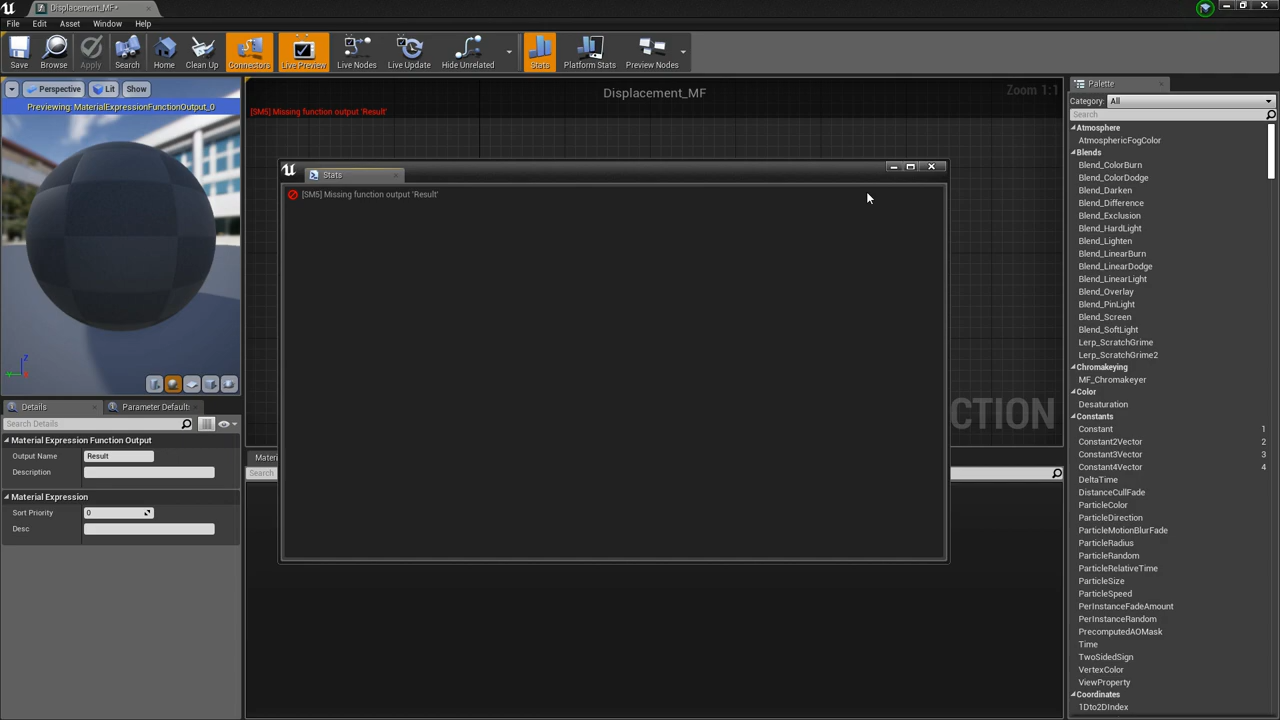 Displacement_MF*
File Edit Asset Window Help
Save Browse Apply Search Home Clean Up Connectors Live Preview Live Nodes Live Update Hide Unrelated Stats Platform Stats Preview Nodes
Perspective Lit Show
Previewing: MaterialExpressionFunctionOutput_0
Z
Displacement_MF
Zoom 1:1
[SM5] Missing function output 'Result'
Stats
[SM5] Missing function output 'Result'
CTION
Mater
Search
Details
Parameter Default
Search Details
Material Expression Function Output
Output Name Result
Description
Material Expression
Sort Priority 0
Desc
Palette
Category: All
Search
Atmosphere
AtmosphericFogColor
Blends
Blend_ColorBurn
Blend_ColorDodge
Blend_Darken
Blend_Difference
Blend_Exclusion
Blend_HardLight
Blend_Lighten
Blend_LinearBurn
Blend_LinearDodge
Blend_LinearLight
Blend_Overlay
Blend_PinLight
Blend_Screen
Blend_SoftLight
Lerp_ScratchGrime
Lerp_ScratchGrime2
Chromakeying
MF_Chromakeyer
Color
Desaturation
Constants
Constant 1
Constant2Vector 2
Constant3Vector 3
Constant4Vector 4
DeltaTime
DistanceCullFade
ParticleColor
ParticleDirection
ParticleMotionBlurFade
ParticleRadius
ParticleRandom
ParticleRelativeTime
ParticleSize
ParticleSpeed
PerInstanceFadeAmount
PerInstanceRandom
PrecomputedAOMask
Time
TwoSidedSign
VertexColor
ViewProperty
Coordinates
1Dto2DIndex